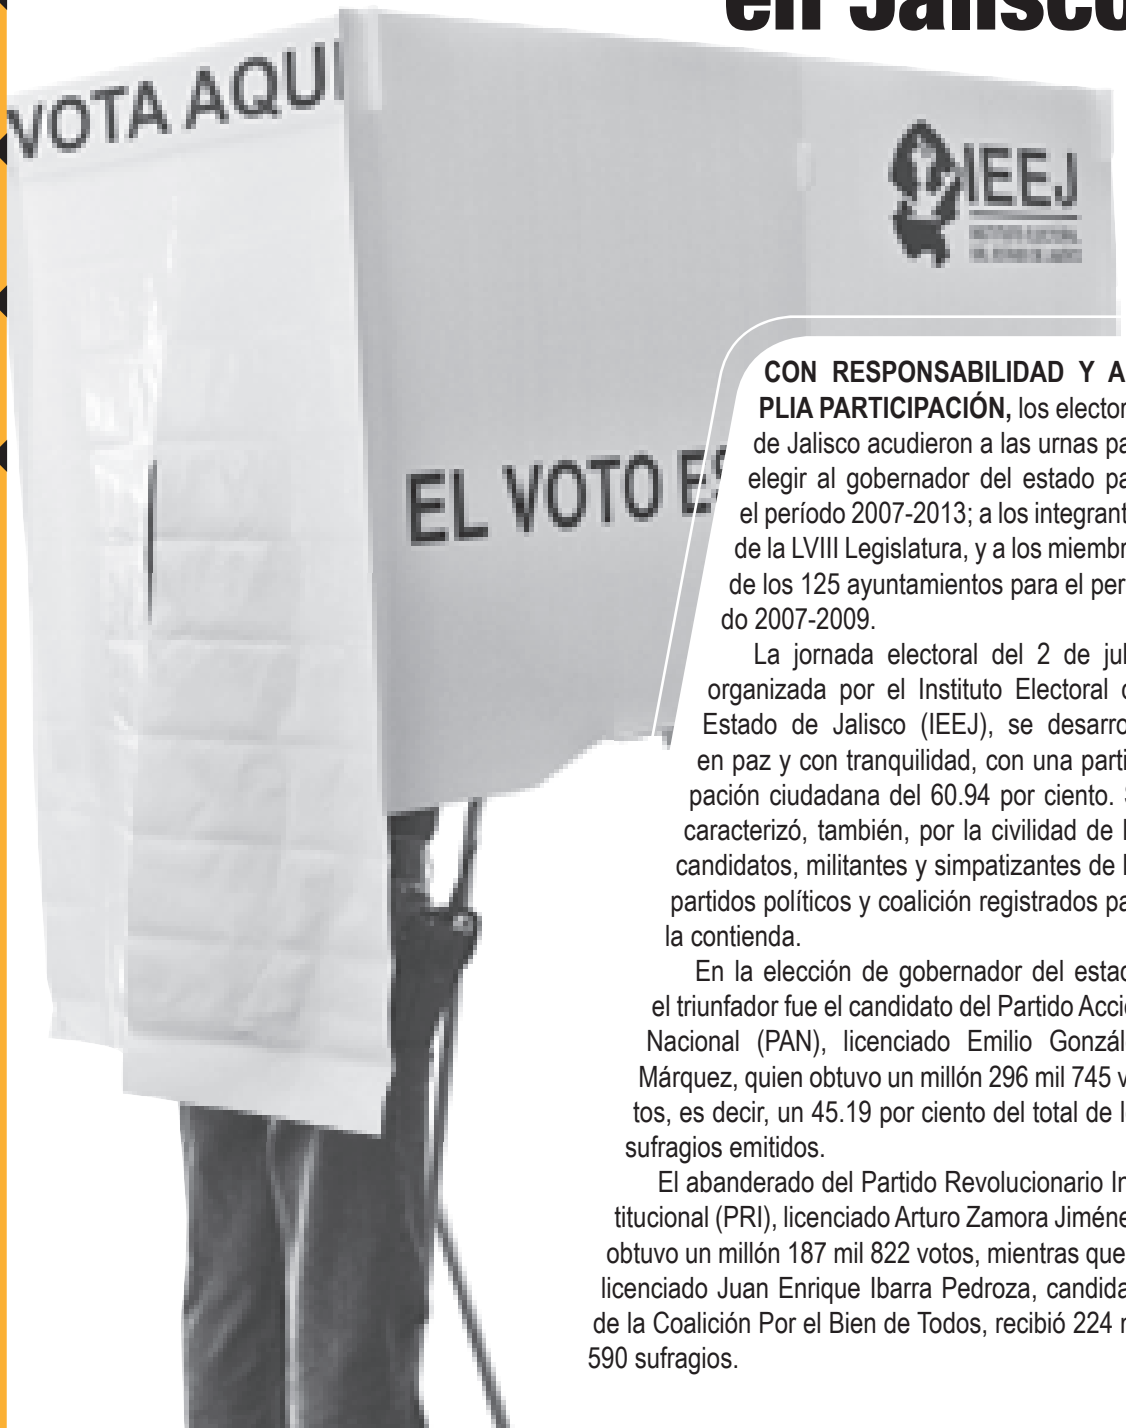 en Jalisco
VOTA AQUI
IEEJ
EL VOTO ES
CON RESPONSABILIDAD Y A
PLIA PARTICIPACIÓN, los elector
de Jalisco acudieron a las urnas pa
elegir al gobernador del estado pa
el período 2007-2013; a los integrant
de la LVIII Legislatura, y a los miembr
de los 125 ayuntamientos para el per
do 2007-2009.
La jornada electoral del 2 de jul
organizada por el Instituto Electoral d
Estado de Jalisco (IEEJ), se desarro
en paz y con tranquilidad, con una parti
pación ciudadana del 60.94 por ciento. S
caracterizó, también, por la civilidad de l
candidatos, militantes y simpatizantes de l
partidos políticos y coalición registrados pa
la contienda.
En la elección de gobernador del estad
el triunfador fue el candidato del Partido Acció
Nacional (PAN), licenciado Emilio Gonzál
Márquez, quien obtuvo un millón 296 mil 745 v
tos, es decir, un 45.19 por ciento del total de l
sufragios emitidos.
El abanderado del Partido Revolucionario In
titucional (PRI), licenciado Arturo Zamora Jiméne
obtuvo un millón 187 mil 822 votos, mientras que
licenciado Juan Enrique Ibarra Pedroza, candida
de la Coalición Por el Bien de Todos, recibió 224 m
590 sufragios.